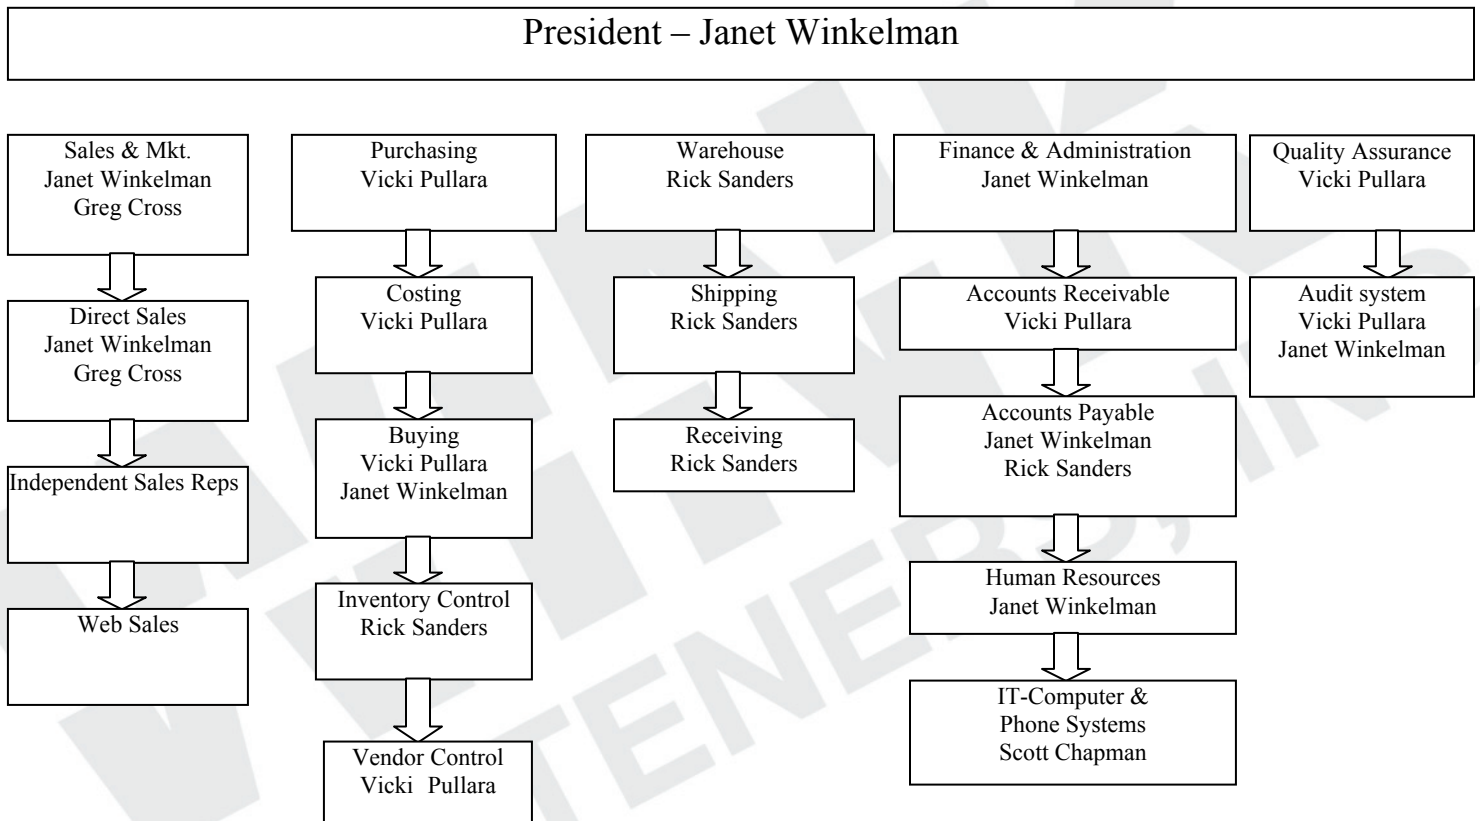 President – Janet Winkelman
Sales & Mkt.
Janet Winkelman
Greg Cross
Direct Sales
Janet Winkelman
Greg Cross
Independent Sales Reps
Web Sales
Purchasing
Vicki Pullara
Costing
Vicki Pullara
Buying
Vicki Pullara
Janet Winkelman
Inventory Control
Rick Sanders
Vendor Control
Vicki Pullara
Warehouse
Rick Sanders
Shipping
Rick Sanders
Receiving
Rick Sanders
Finance & Administration
Janet Winkelman
Accounts Receivable
Vicki Pullara
Accounts Payable
Janet Winkelman
Rick Sanders
Human Resources
Janet Winkelman
IT-Computer &
Phone Systems
Scott Chapman
Quality Assurance
Vicki Pullara
Audit system
Vicki Pullara
Janet Winkelman